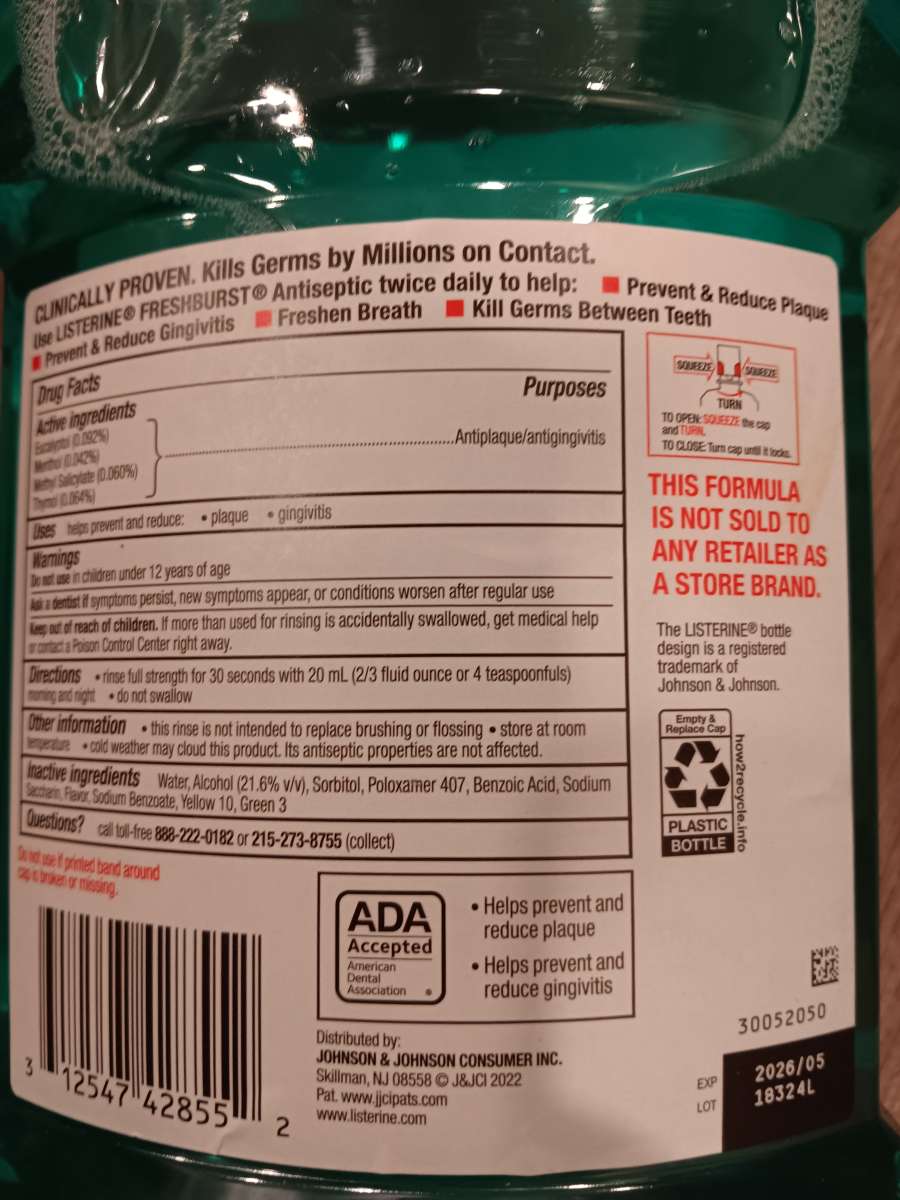 CLINICALLY PROVEN. Kills Germs by Millions on Contact.
Use LISTERINE® FRESHBURST® Antiseptic twice daily to help: ■ Prevent & Reduce Plaque
■ Prevent & Reduce Gingivitis ■ Freshen Breath ■ Kill Germs Between Teeth
Drug Facts
Active ingredients Purposes
Eucalyptol (0.092%)
Menthol (0.042%)
Methyl Salicylate (0.060%)
Thymol (0.064%)
Antiplaque/antigingivitis
Uses helps prevent and reduce: • plaque • gingivitis
Warnings
Do not use in children under 12 years of age
Ask a dentist if symptoms persist, new symptoms appear, or conditions worsen after regular use
Keep out of reach of children. If more than used for rinsing is accidentally swallowed, get medical help
or contact a Poison Control Center right away.
Directions • rinse full strength for 30 seconds with 20 mL (2/3 fluid ounce or 4 teaspoonfuls)
morning and night • do not swallow
Other information • this rinse is not intended to replace brushing or flossing • store at room
temperature • cold weather may cloud this product. Its antiseptic properties are not affected.
Inactive ingredients Water, Alcohol (21.6% v/v), Sorbitol, Poloxamer 407, Benzoic Acid, Sodium
Saccharin, Flavor, Sodium Benzoate, Yellow 10, Green 3
Questions? call toll-free 888-222-0182 or 215-273-8755 (collect)
Do not use if printed band around
cap is broken or missing.
SQUEEZE SQUEEZE
TURN
TO OPEN: SQUEEZE the cap
and TURN.
TO CLOSE: Turn cap until it locks.
THIS FORMULA
IS NOT SOLD TO
ANY RETAILER AS
A STORE BRAND.
The LISTERINE® bottle
design is a registered
trademark of
Johnson & Johnson.
Empty &
Replace Cap
PLASTIC
BOTTLE
how2recycle.info
ADA
Accepted
American
Dental
Association
• Helps prevent and
reduce plaque
• Helps prevent and
reduce gingivitis
3 12547 42855 2
Distributed by:
JOHNSON & JOHNSON CONSUMER INC.
Skillman, NJ 08558 © J&JCI 2022
Pat. www.jjcipats.com
www.listerine.com
30052050
EXP 2026/05
LOT 18324L